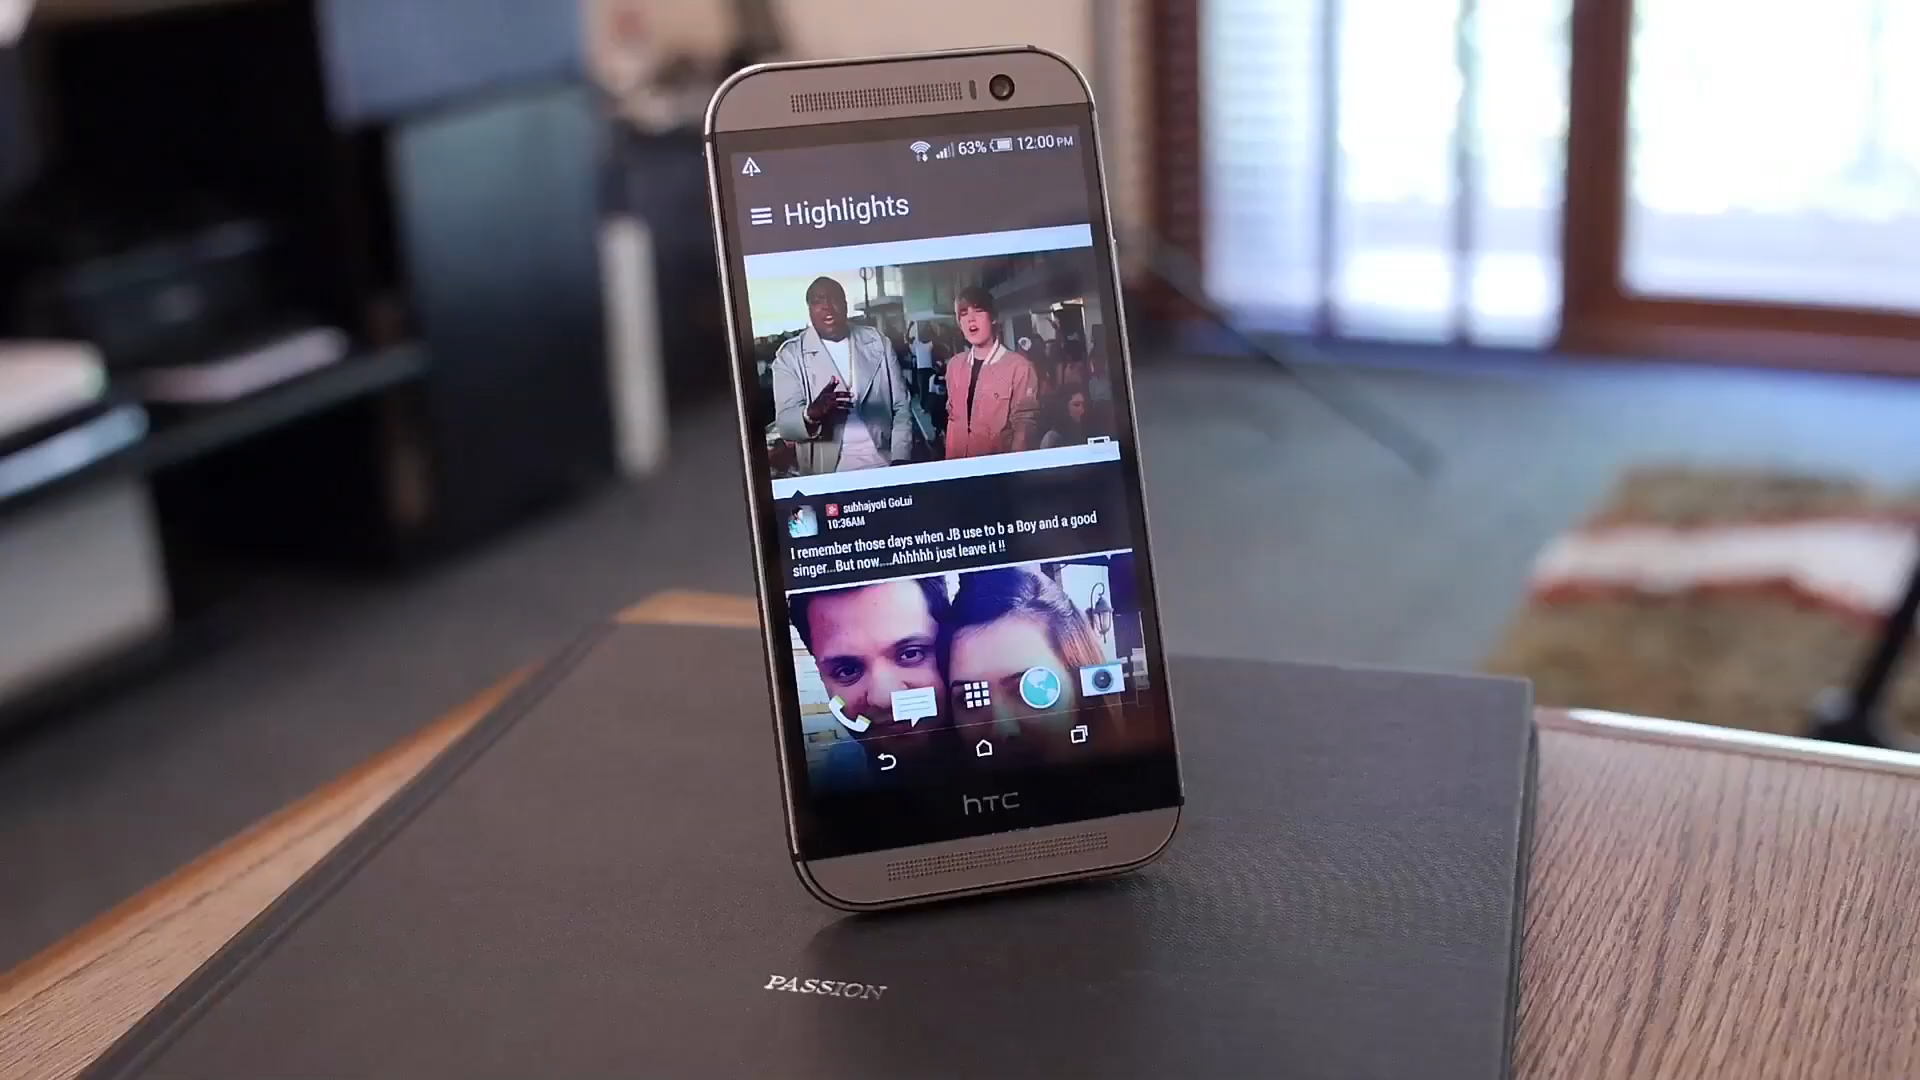 63% 12:00 PM
Highlights
subhajyoti GoLui
10:36AM
I remember those days when JB use to b a Boy and a good
singer...But now....Ahhhhh just leave it !!
hTC
PASSION